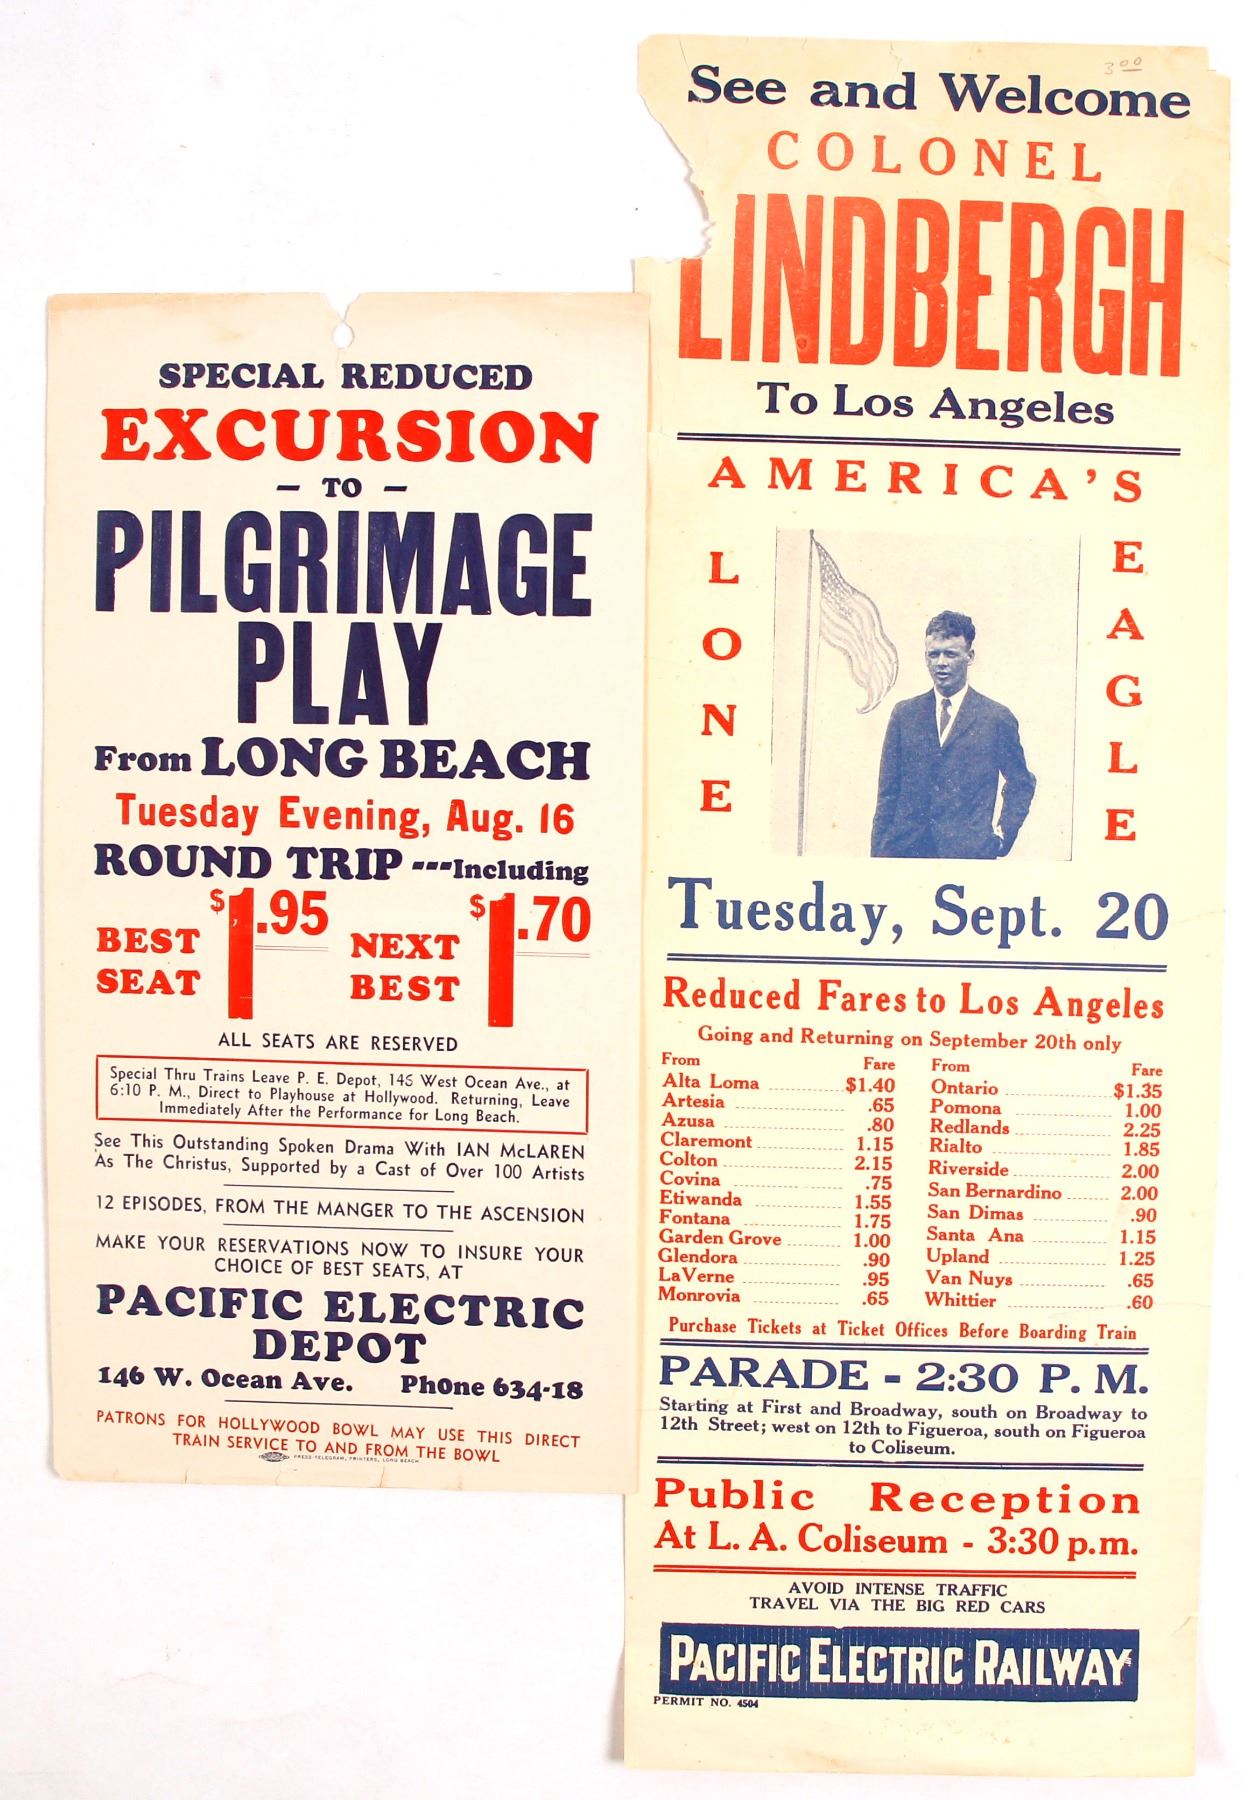 SPECIAL REDUCED
EXCURSION
– TO –
PILGRIMAGE
PLAY
From LONG BEACH
Tuesday Evening, Aug. 16
ROUND TRIP ---Including
BEST SEAT $1.95 NEXT BEST $1.70
ALL SEATS ARE RESERVED
Special Thru Trains Leave P. E. Depot, 146 West Ocean Ave., at
6:10 P. M., Direct to Playhouse at Hollywood. Returning, Leave
Immediately After the Performance for Long Beach.
See This Outstanding Spoken Drama With IAN McLAREN
As The Christus, Supported by a Cast of Over 100 Artists
12 EPISODES, FROM THE MANGER TO THE ASCENSION
MAKE YOUR RESERVATIONS NOW TO INSURE YOUR
CHOICE OF BEST SEATS, AT
PACIFIC ELECTRIC
DEPOT
146 W. Ocean Ave. PhOne 634-18
PATRONS FOR HOLLYWOOD BOWL MAY USE THIS DIRECT
TRAIN SERVICE TO AND FROM THE BOWL
PRESS-TELEGRAM, PRINTERS, LONG BEACH
3 00
See and Welcome
COLONEL
LINDBERGH
To Los Angeles
AMERICA'S
LONE
EAGLE
Tuesday, Sept. 20
Reduced Fares to Los Angeles
Going and Returning on September 20th only
From Fare
Alta Loma $1.40
Artesia .65
Azusa .80
Claremont 1.15
Colton 2.15
Covina .75
Etiwanda 1.55
Fontana 1.75
Garden Grove 1.00
Glendora .90
LaVerne .95
Monrovia .65
From Fare
Ontario $1.35
Pomona 1.00
Redlands 2.25
Rialto 1.85
Riverside 2.00
San Bernardino 2.00
San Dimas .90
Santa Ana 1.15
Upland 1.25
Van Nuys .65
Whittier .60
Purchase Tickets at Ticket Offices Before Boarding Train
PARADE - 2:30 P. M.
Starting at First and Broadway, south on Broadway to
12th Street; west on 12th to Figueroa, south on Figueroa
to Coliseum.
Public Reception
At L. A. Coliseum - 3:30 p.m.
AVOID INTENSE TRAFFIC
TRAVEL VIA THE BIG RED CARS
PACIFIC ELECTRIC RAILWAY
PERMIT NO. 4504